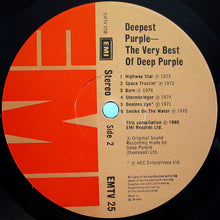 EMTV 25B
EMI
Stereo
Side 2
EMTV 25
Deepest
Purple—
The Very Best
Of Deep Purple
1 Highway Star ℗ 1972
2 Space Truckin' ℗ 1972
3 Burn ℗ 1974
4 Stormbringer ℗ 1974
5 Demons Eye* ℗ 1971
6 Smoke On The Water ℗ 1972
This compilation ℗ 1980
EMI Records Ltd.
℗ Original Sound
Recording made by
Deep Purple
(Overseas) Ltd.
* ℗ HEC Enterprises Ltd.